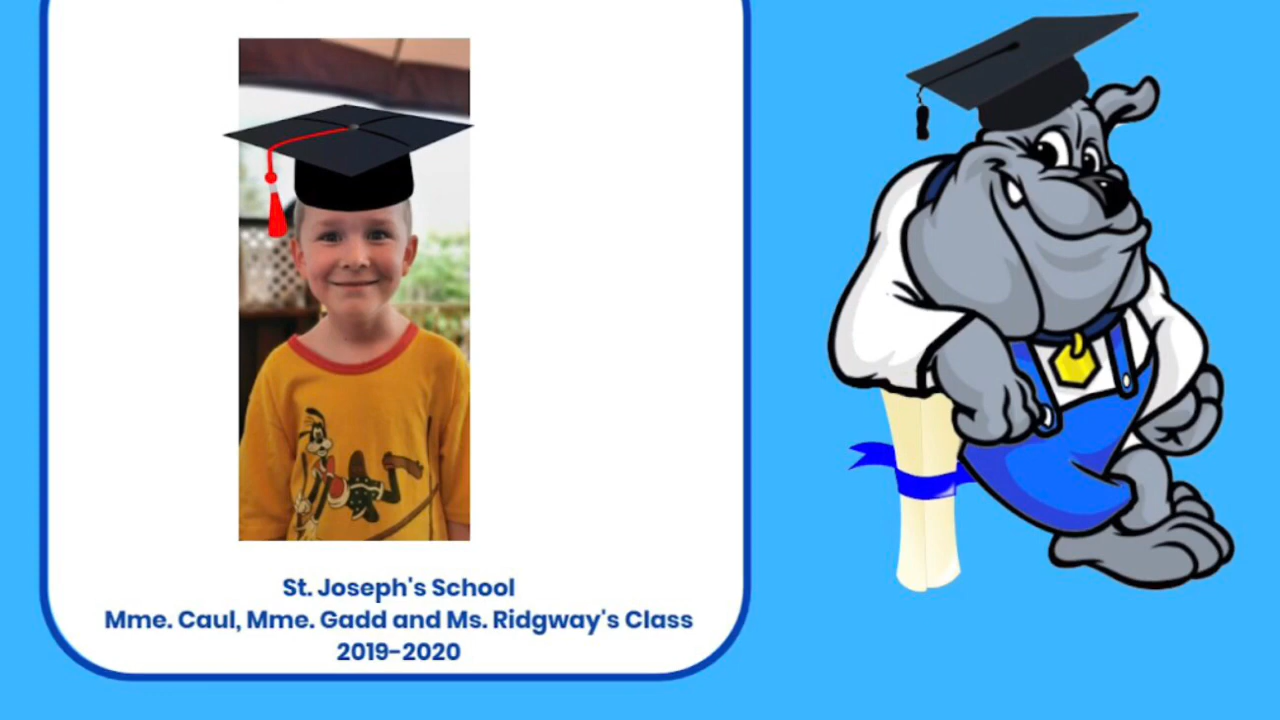 St. Joseph's School
Mme. Caul, Mme. Gadd and Ms. Ridgway's Class
2019-2020